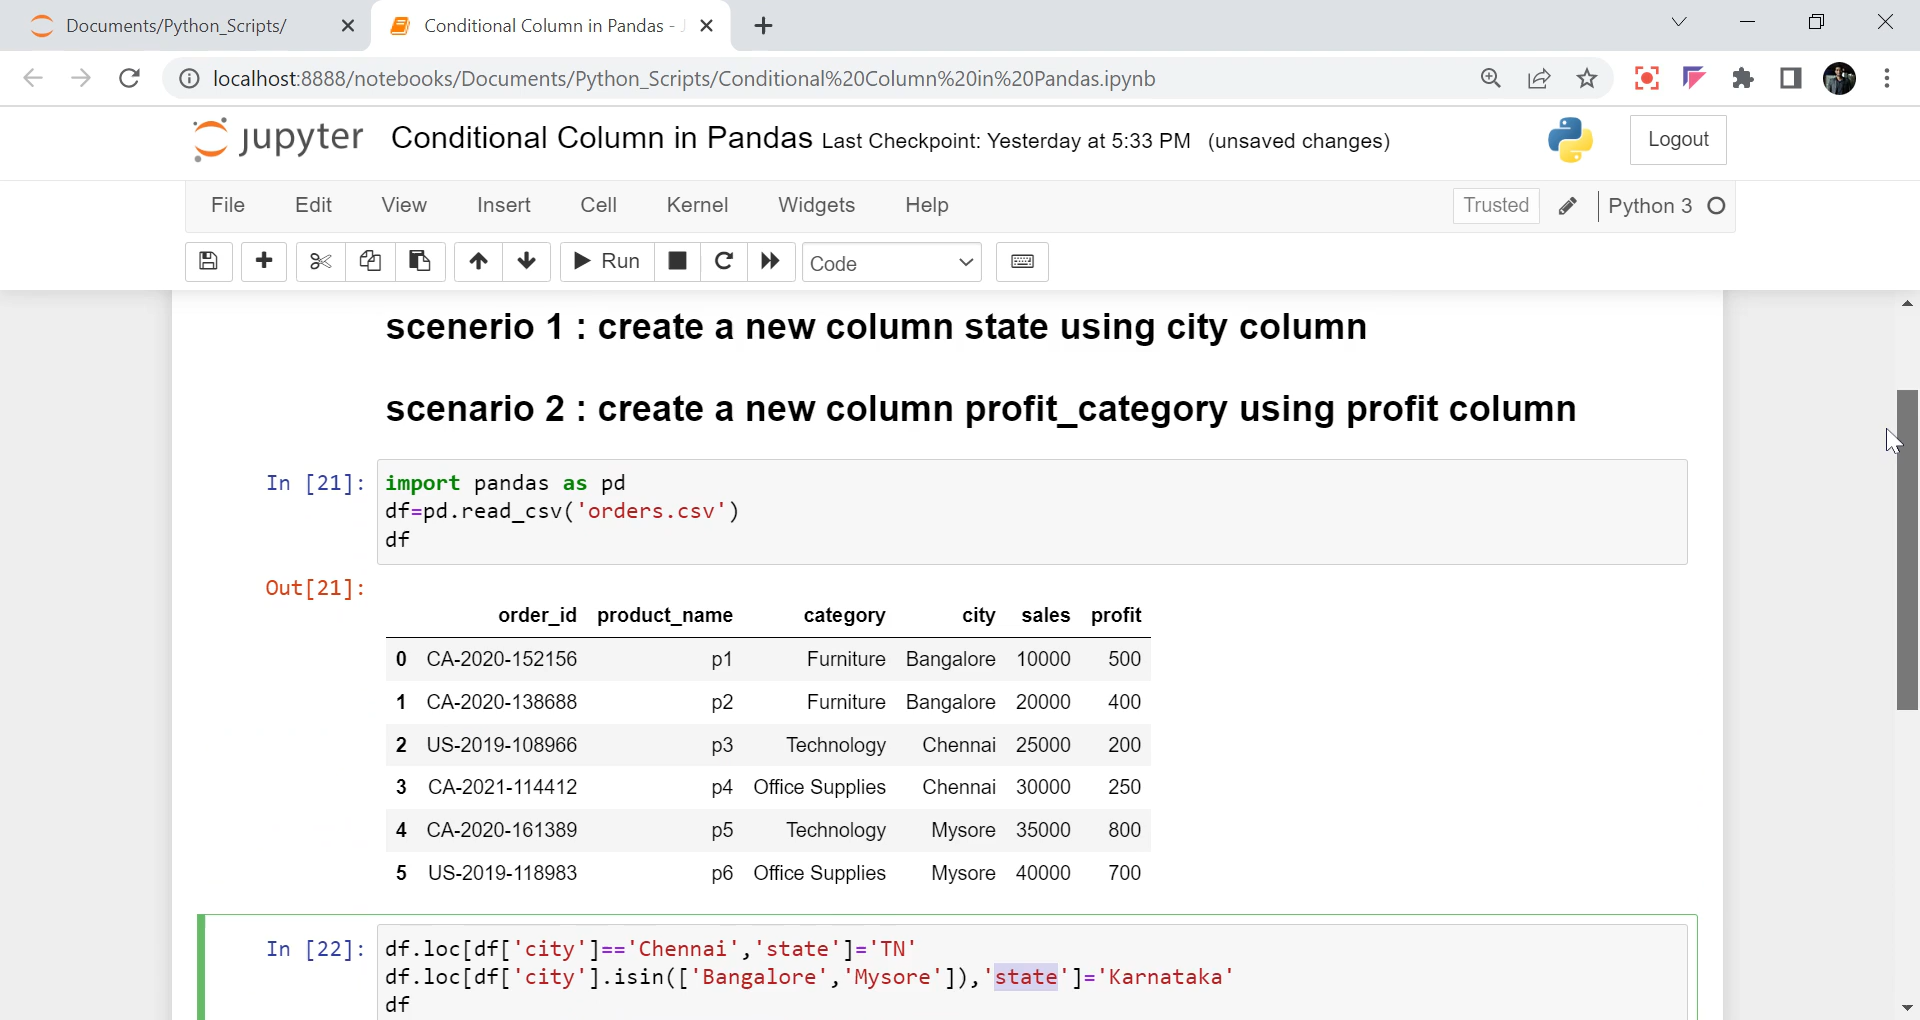 Documents/Python_Scripts/
Conditional Column in Pandas -
localhost:8888/notebooks/Documents/Python_Scripts/Conditional%20Column%20in%20Pandas.ipynb
jupyter Conditional Column in Pandas Last Checkpoint: Yesterday at 5:33 PM (unsaved changes)
Logout
File Edit View Insert Cell Kernel Widgets Help Trusted Python 3
Run Code
scenerio 1 : create a new column state using city column
scenario 2 : create a new column profit_category using profit column
In [21]: import pandas as pd
df=pd.read_csv('orders.csv')
df
Out[21]:
order_id product_name category city sales profit
0 CA-2020-152156 p1 Furniture Bangalore 10000 500
1 CA-2020-138688 p2 Furniture Bangalore 20000 400
2 US-2019-108966 p3 Technology Chennai 25000 200
3 CA-2021-114412 p4 Office Supplies Chennai 30000 250
4 CA-2020-161389 p5 Technology Mysore 35000 800
5 US-2019-118983 p6 Office Supplies Mysore 40000 700
In [22]: df.loc[df['city']=='Chennai','state']='TN'
df.loc[df['city'].isin(['Bangalore','Mysore']),'state']='Karnataka'
df